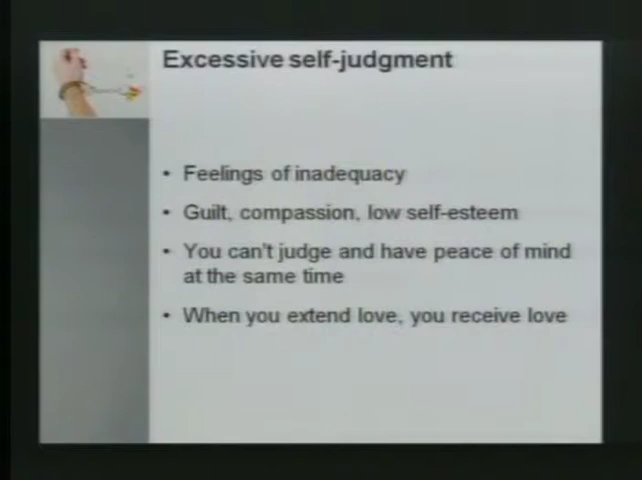 Excessive self-judgment
• Feelings of inadequacy
• Guilt, compassion, low self-esteem
• You can't judge and have peace of mind
at the same time
• When you extend love, you receive love